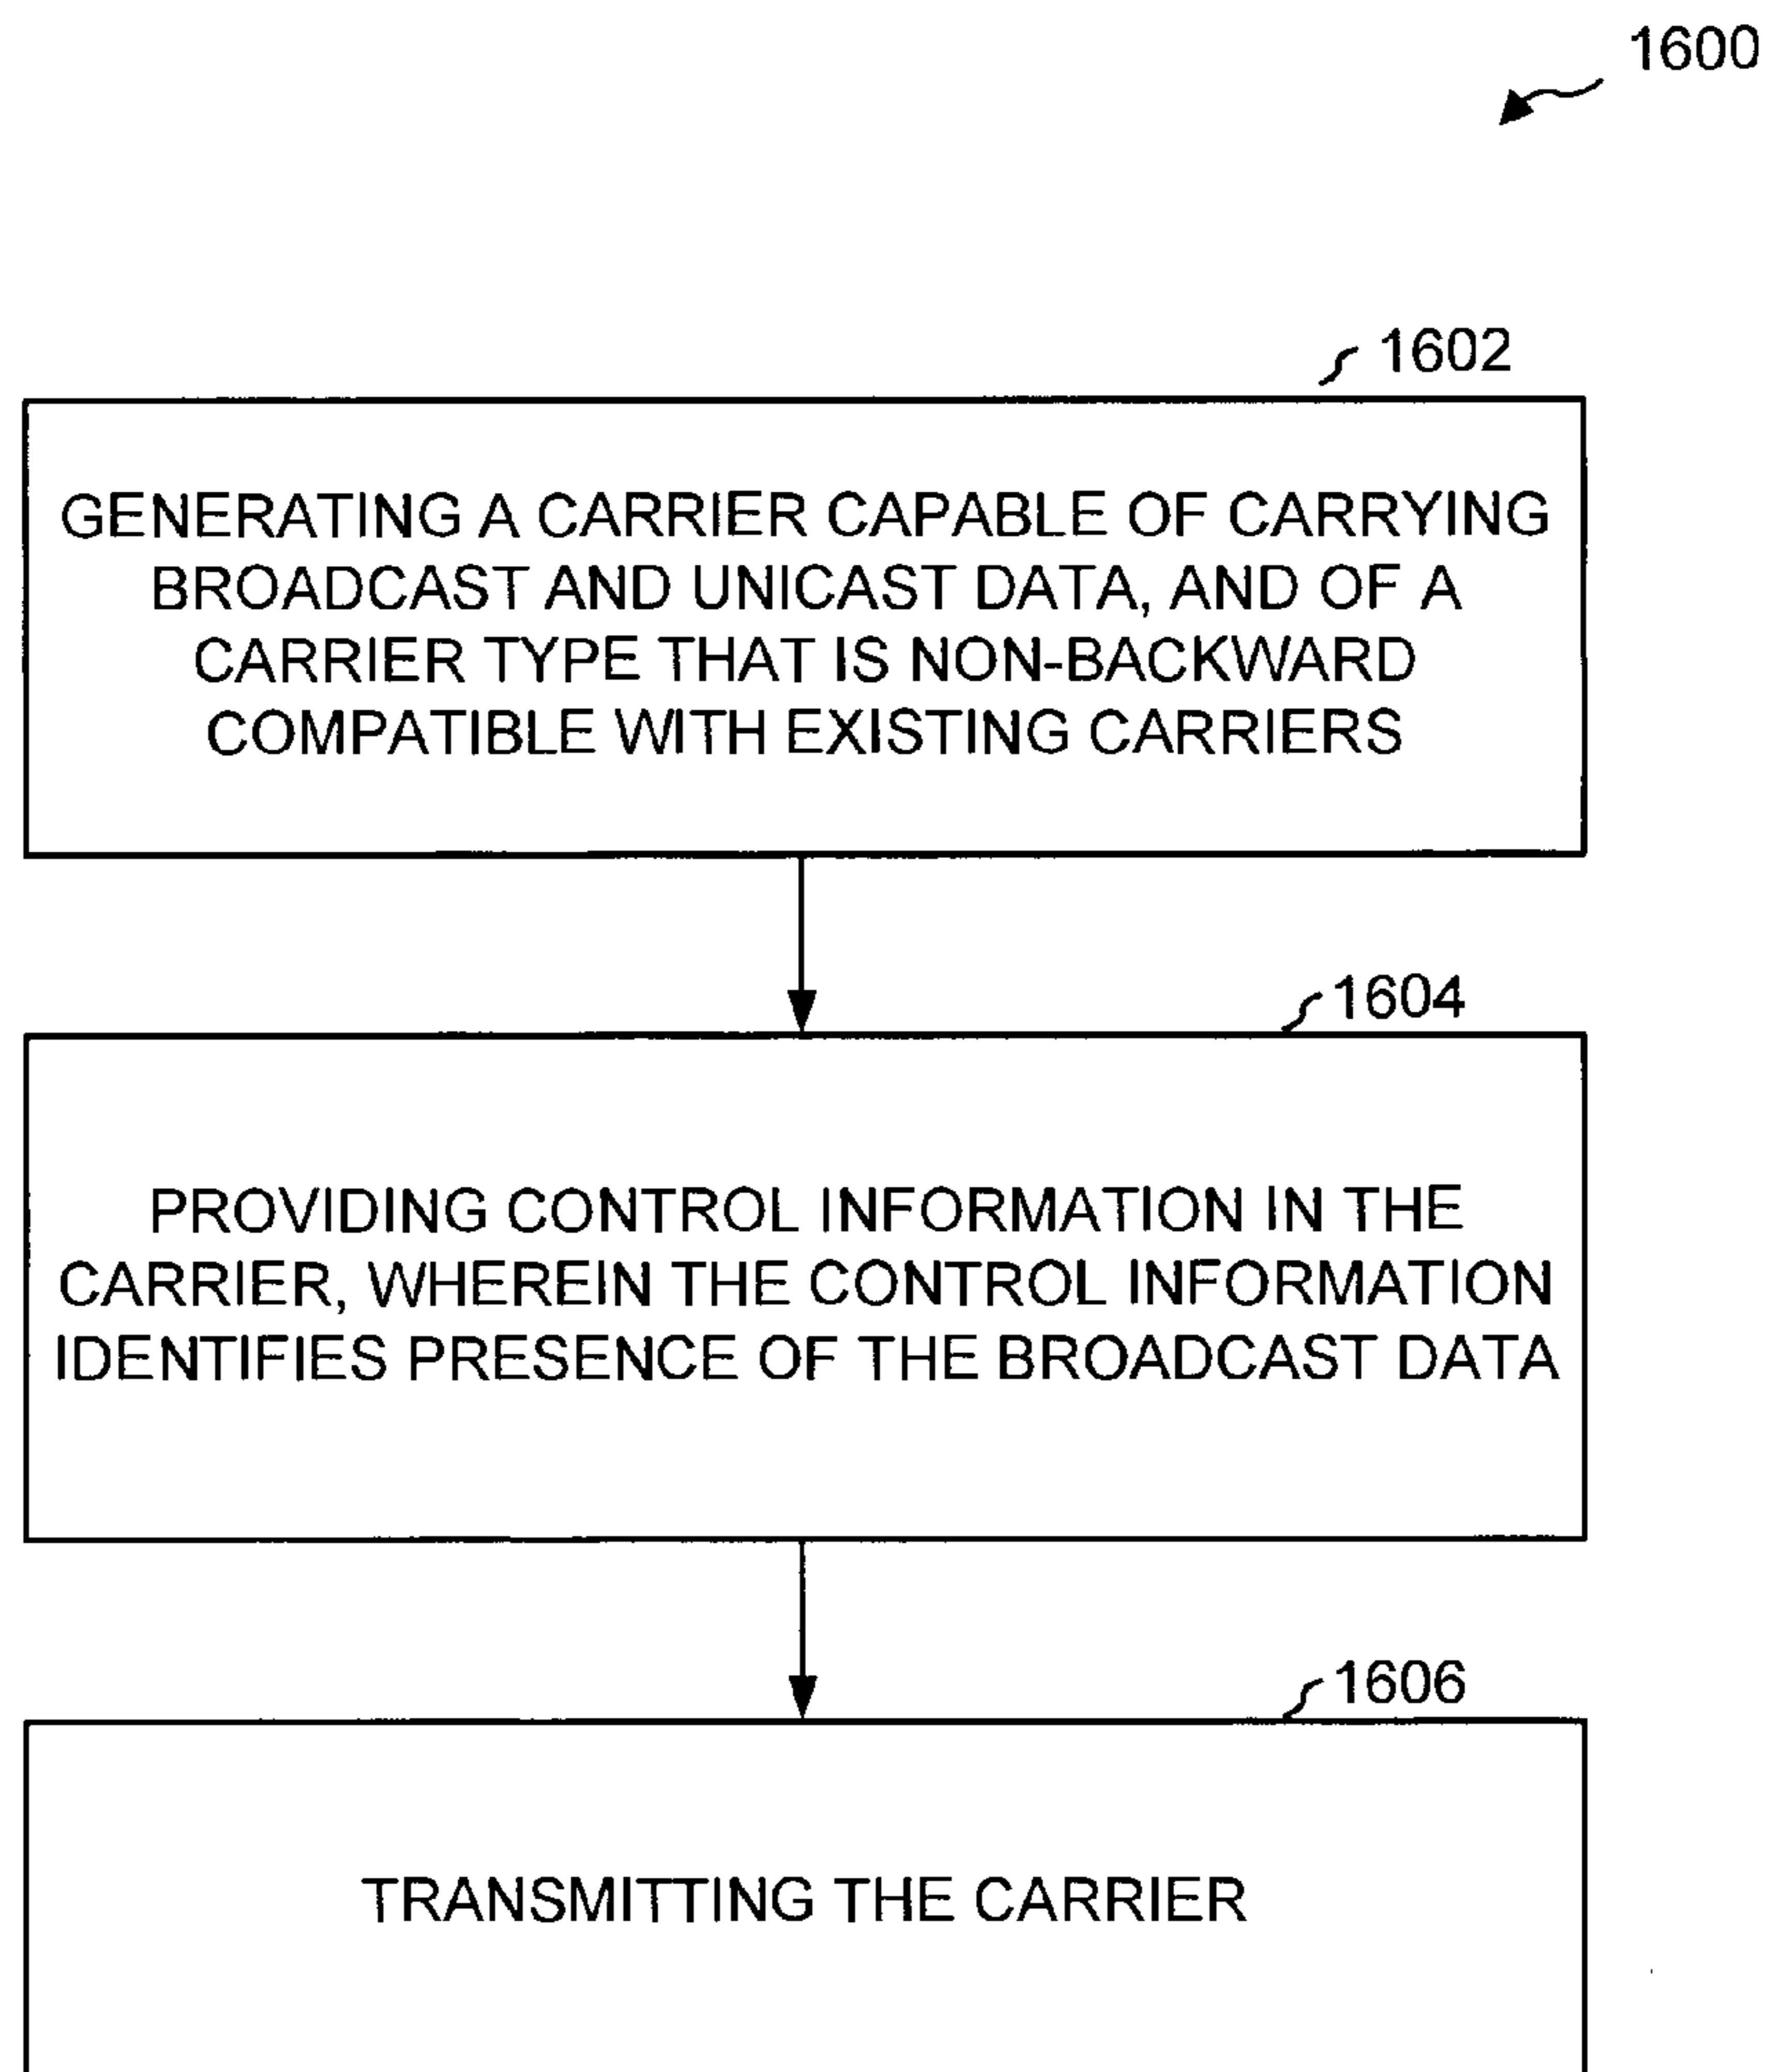 1600
1602
GENERATING A CARRIER CAPABLE OF CARRYING
BROADCAST AND UNICAST DATA, AND OF A
CARRIER TYPE THAT IS NON-BACKWARD
COMPATIBLE WITH EXISTING CARRIERS
1604
PROVIDING CONTROL INFORMATION IN THE
CARRIER, WHEREIN THE CONTROL INFORMATION
IDENTIFIES PRESENCE OF THE BROADCAST DATA
1606
TRANSMITTING THE CARRIER